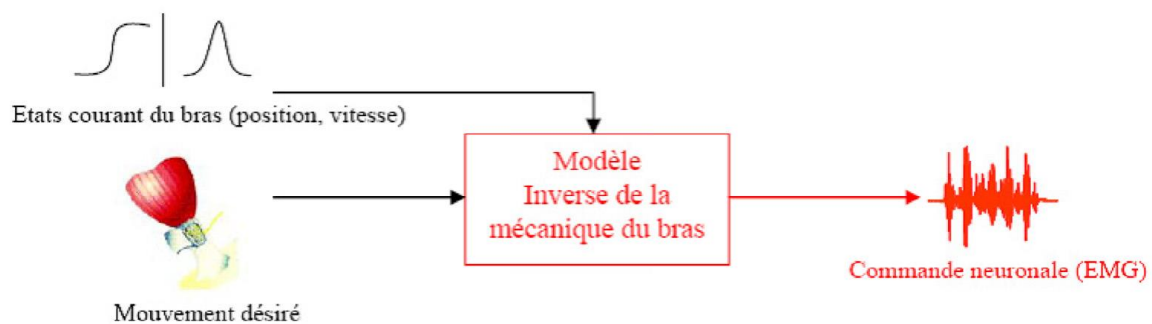 Etats courant du bras (position, vitesse)
Modèle
Inverse de la
mécanique du bras
Commande neuronale (EMG)
Mouvement désiré